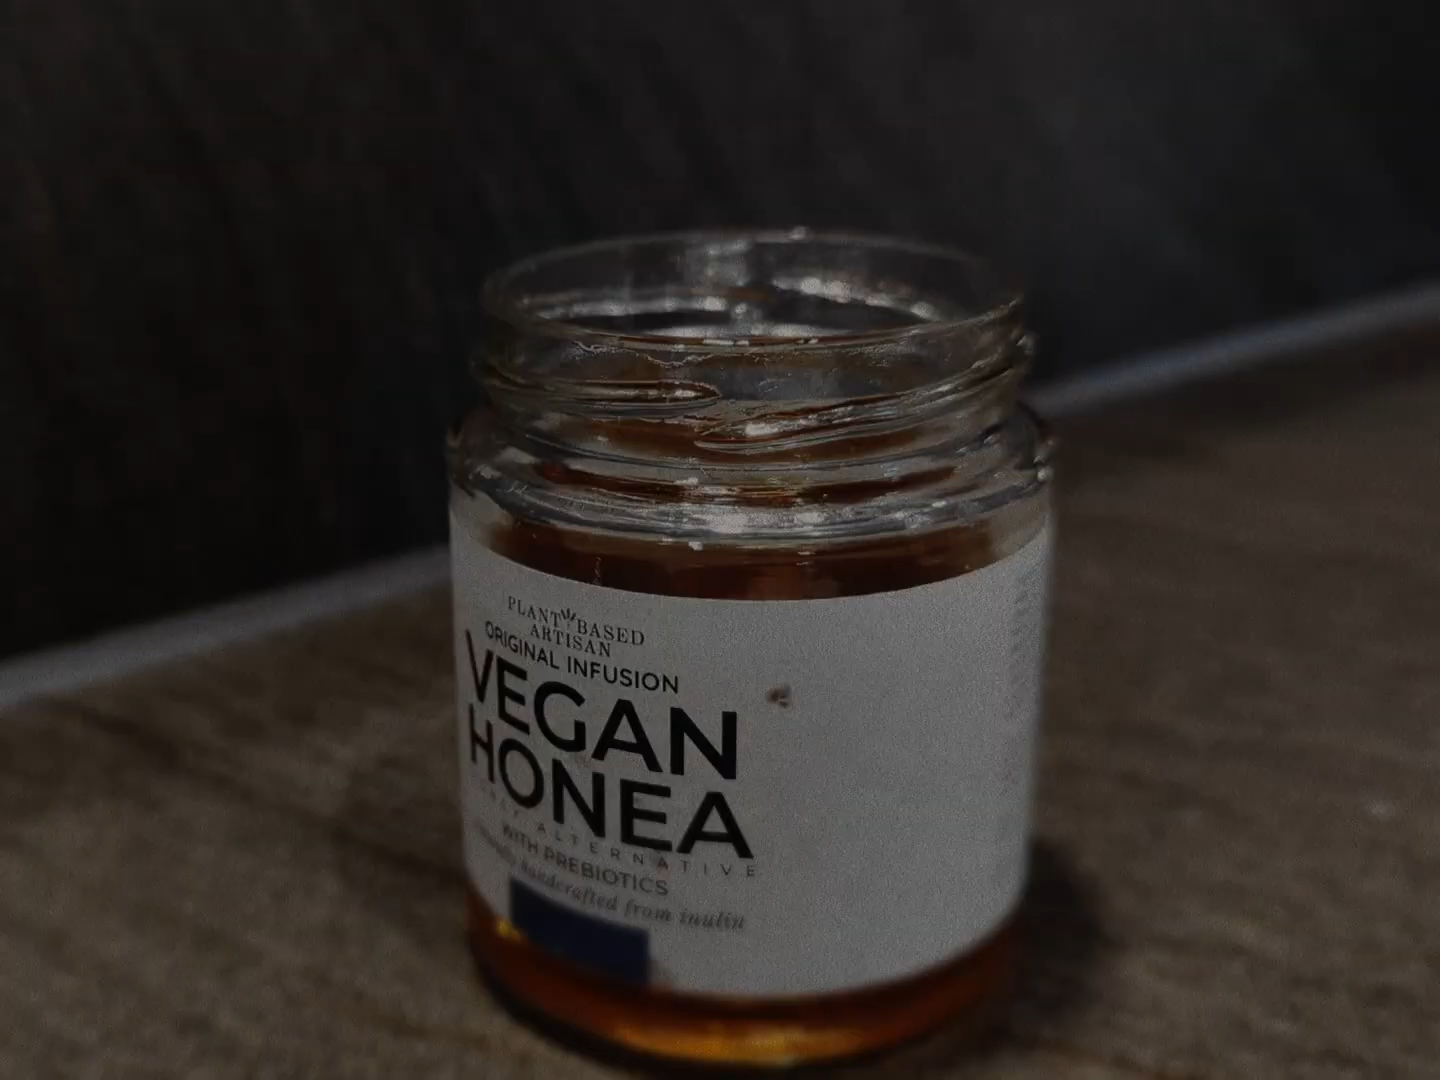 PLANT BASED
ARTISAN
ORIGINAL INFUSION
VEGAN
HONEA
ALTERNATIVE
WITH PREBIOTICS
handcrafted from inulin